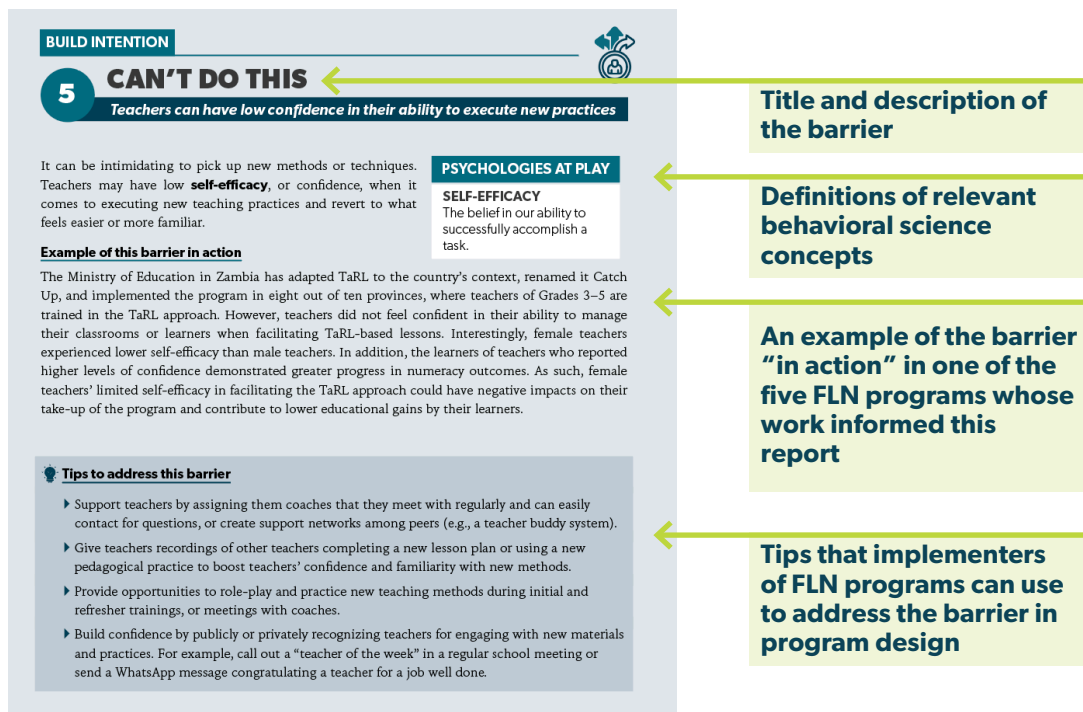 BUILD INTENTION
5
CAN'T DO THIS
Teachers can have low confidence in their ability to execute new practices
It can be intimidating to pick up new methods or techniques.
Teachers may have low self-efficacy, or confidence, when it
comes to executing new teaching practices and revert to what
feels easier or more familiar.
PSYCHOLOGIES AT PLAY
SELF-EFFICACY
The belief in our ability to
successfully accomplish a
task.
Example of this barrier in action
The Ministry of Education in Zambia has adapted TaRL to the country's context, renamed it Catch
Up, and implemented the program in eight out of ten provinces, where teachers of Grades 3–5 are
trained in the TaRL approach. However, teachers did not feel confident in their ability to manage
their classrooms or learners when facilitating TaRL-based lessons. Interestingly, female teachers
experienced lower self-efficacy than male teachers. In addition, the learners of teachers who reported
higher levels of confidence demonstrated greater progress in numeracy outcomes. As such, female
teachers' limited self-efficacy in facilitating the TaRL approach could have negative impacts on their
take-up of the program and contribute to lower educational gains by their learners.
Tips to address this barrier
Support teachers by assigning them coaches that they meet with regularly and can easily
contact for questions, or create support networks among peers (e.g., a teacher buddy system).
Give teachers recordings of other teachers completing a new lesson plan or using a new
pedagogical practice to boost teachers' confidence and familiarity with new methods.
Provide opportunities to role-play and practice new teaching methods during initial and
refresher trainings, or meetings with coaches.
Build confidence by publicly or privately recognizing teachers for engaging with new materials
and practices. For example, call out a "teacher of the week" in a regular school meeting or
send a WhatsApp message congratulating a teacher for a job well done.
Title and description of
the barrier
Definitions of relevant
behavioral science
concepts
An example of the barrier
"in action" in one of the
five FLN programs whose
work informed this
report
Tips that implementers
of FLN programs can use
to address the barrier in
program design